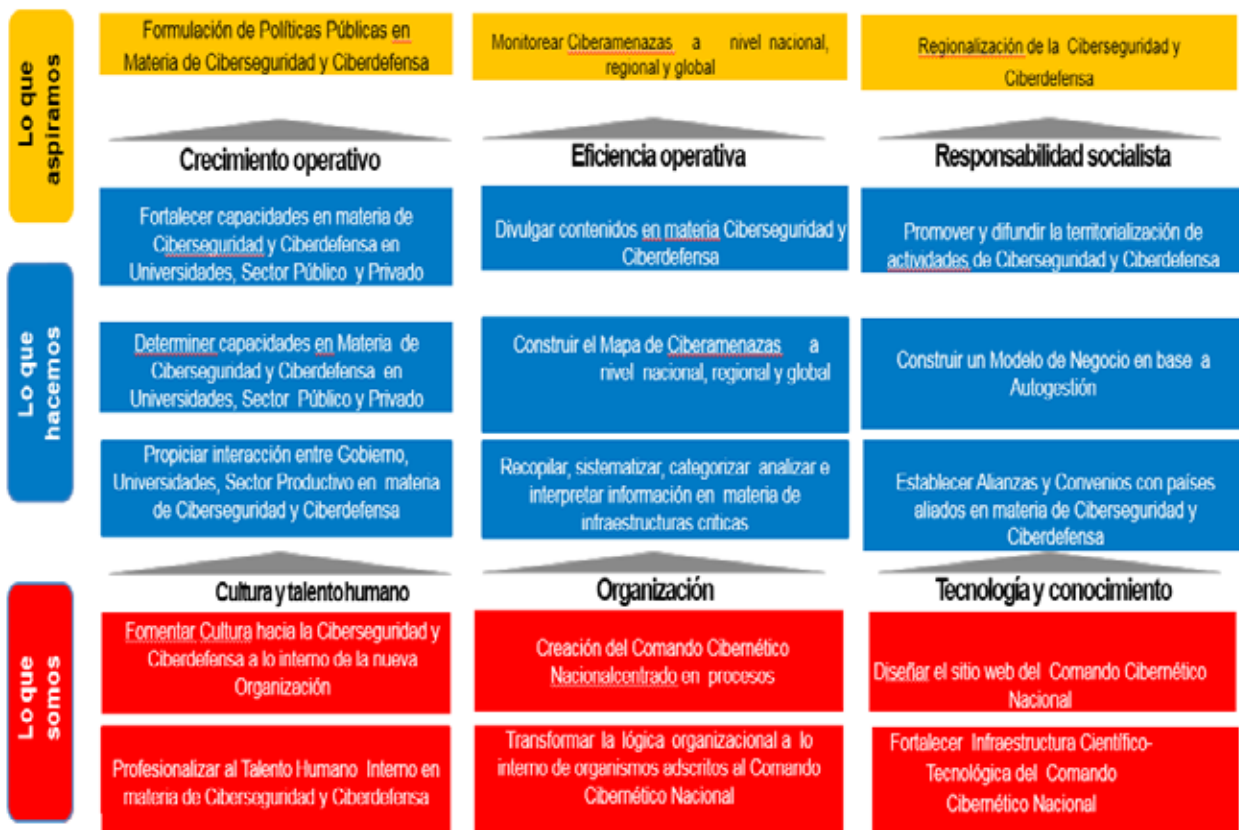 Lo que
aspiramos
Formulación de Políticas Públicas en
Materia de Ciberseguridad y Ciberdefensa
Monitorear Ciberamenazas a nivel nacional,
regional y global
Regionalización de la Ciberseguridad y
Ciberdefensa
Crecimiento operativo
Eficiencia operativa
Responsabilidad socialista
Lo que
hacemos
Fortalecer capacidades en materia de
Ciberseguridad y Ciberdefensa en
Universidades, Sector Público y Privado
Divulgar contenidos en materia Ciberseguridad y
Ciberdefensa
Promover y difundir la territorialización de
actividades de Ciberseguridad y Ciberdefensa
Determiner capacidades en Materia de
Ciberseguridad y Ciberdefensa en
Universidades, Sector Público y Privado
Construir el Mapa de Ciberamenazas a
nivel nacional, regional y global
Construir un Modelo de Negocio en base a
Autogestión
Propiciar interacción entre Gobierno,
Universidades, Sector Productivo en materia
de Ciberseguridad y Ciberdefensa
Recopilar, sistematizar, categorizar analizar e
interpretar información en materia de
infraestructuras criticas
Establecer Alianzas y Convenios con países
aliados en materia de Ciberseguridad y
Ciberdefensa
Cultura y talento humano
Organización
Tecnología y conocimiento
Lo que
somos
Fomentar Cultura hacia la Ciberseguridad y
Ciberdefensa a lo interno de la nueva
Organización
Creación del Comando Cibernético
Nacionalcentrado en procesos
Diseñar el sitio web del Comando Cibernético
Nacional
Profesionalizar al Talento Humano Interno en
materia de Ciberseguridad y Ciberdefensa
Transformar la lógica organizacional a lo
interno de organismos adscritos al Comando
Cibernético Nacional
Fortalecer Infraestructura Científico-
Tecnológica del Comando
Cibernético Nacional